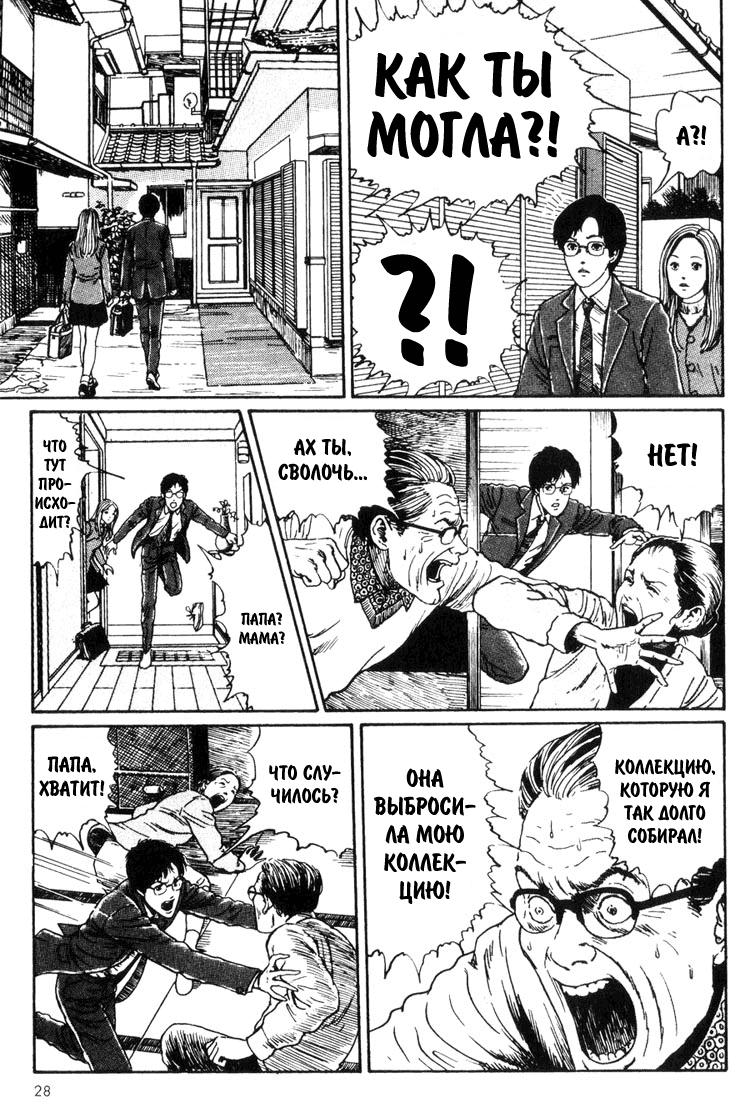 КАК ТЫ
МОГЛА?!
А?!
?!
ЧТО
ТУТ
ПРО-
ИСХО-
ДИТ?
ПАПА?
МАМА?
АХ ТЫ,
СВОЛОЧЬ...
НЕТ!
ПАПА,
ХВАТИТ!
ЧТО СЛУ-
ЧИЛОСЬ?
ОНА
ВЫБРОСИ-
ЛА МОЮ
КОЛЛЕК-
ЦИЮ!
КОЛЛЕКЦИЮ,
КОТОРУЮ Я
ТАК ДОЛГО
СОБИРАЛ!
28